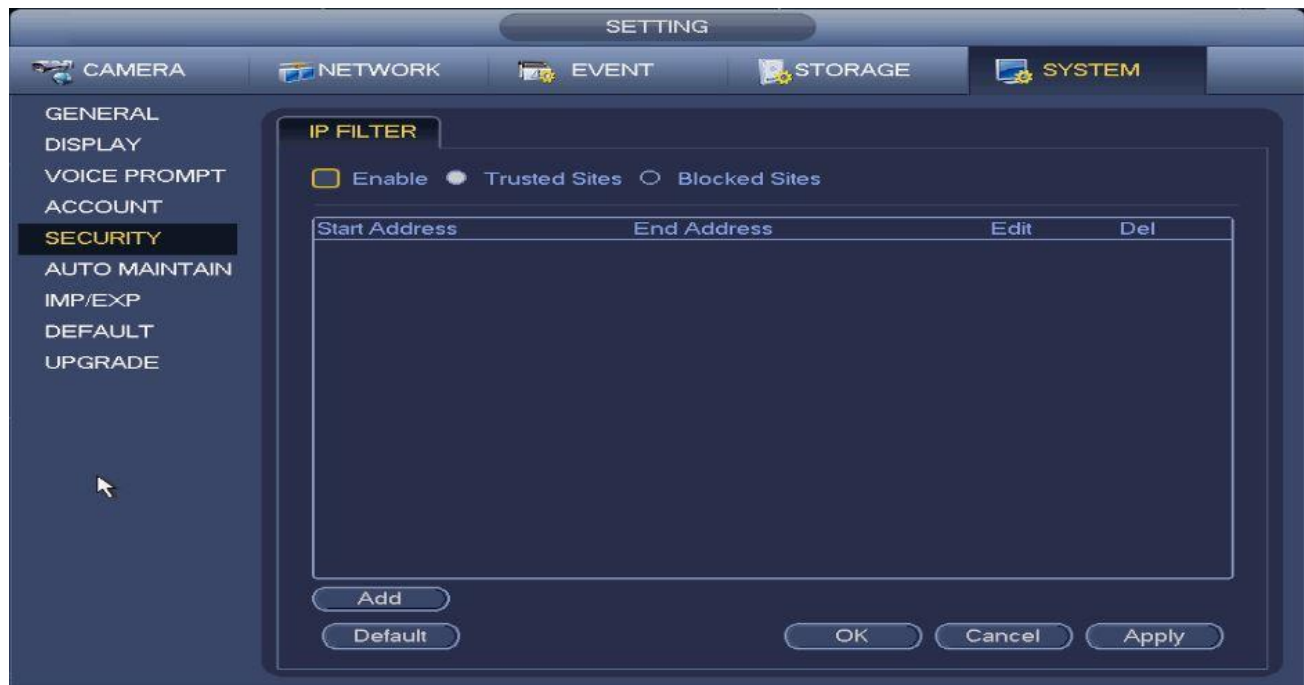 SETTING
CAMERA NETWORK EVENT STORAGE SYSTEM
GENERAL
DISPLAY
VOICE PROMPT
ACCOUNT
SECURITY
AUTO MAINTAIN
IMP/EXP
DEFAULT
UPGRADE
IP FILTER
Enable Trusted Sites Blocked Sites
Start Address End Address Edit Del
Add
Default OK Cancel Apply